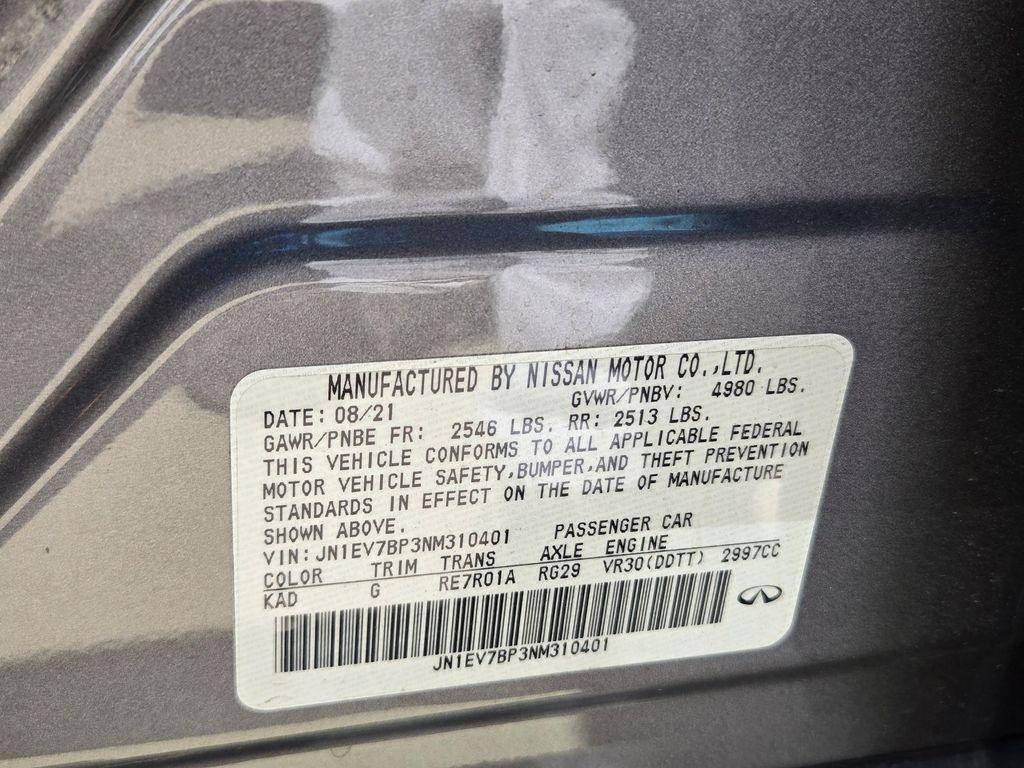 MANUFACTURED BY NISSAN MOTOR CO.,LTD.
DATE: 08/21 GVWR/PNBV: 4980 LBS.
GAWR/PNBE FR: 2546 LBS. RR: 2513 LBS.
THIS VEHICLE CONFORMS TO ALL APPLICABLE FEDERAL
MOTOR VEHICLE SAFETY,BUMPER,AND THEFT PREVENTION
STANDARDS IN EFFECT ON THE DATE OF MANUFACTURE
SHOWN ABOVE.
VIN:JN1EV7BP3NM310401 PASSENGER CAR
COLOR TRIM TRANS AXLE ENGINE
KAD G RE7R01A RG29 VR30(DDTT) 2997CC
JN1EV7BP3NM310401